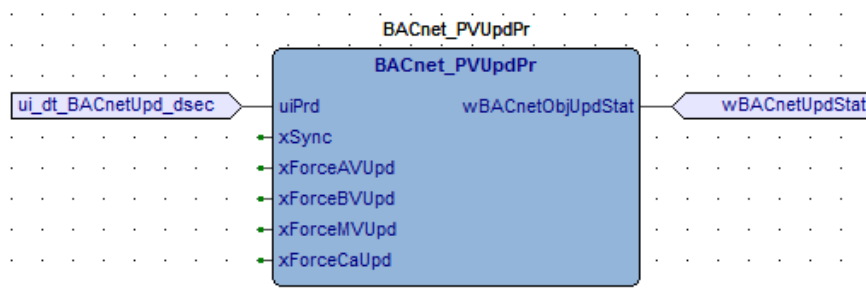 BACnet_PVUpdPr
BACnet_PVUpdPr
ui_dt_BACnetUpd_dsec uiPrd wBACnetObjUpdStat wBACnetUpdStat
xSync
xForceAVUpd
xForceBVUpd
xForceMVUpd
xForceCaUpd